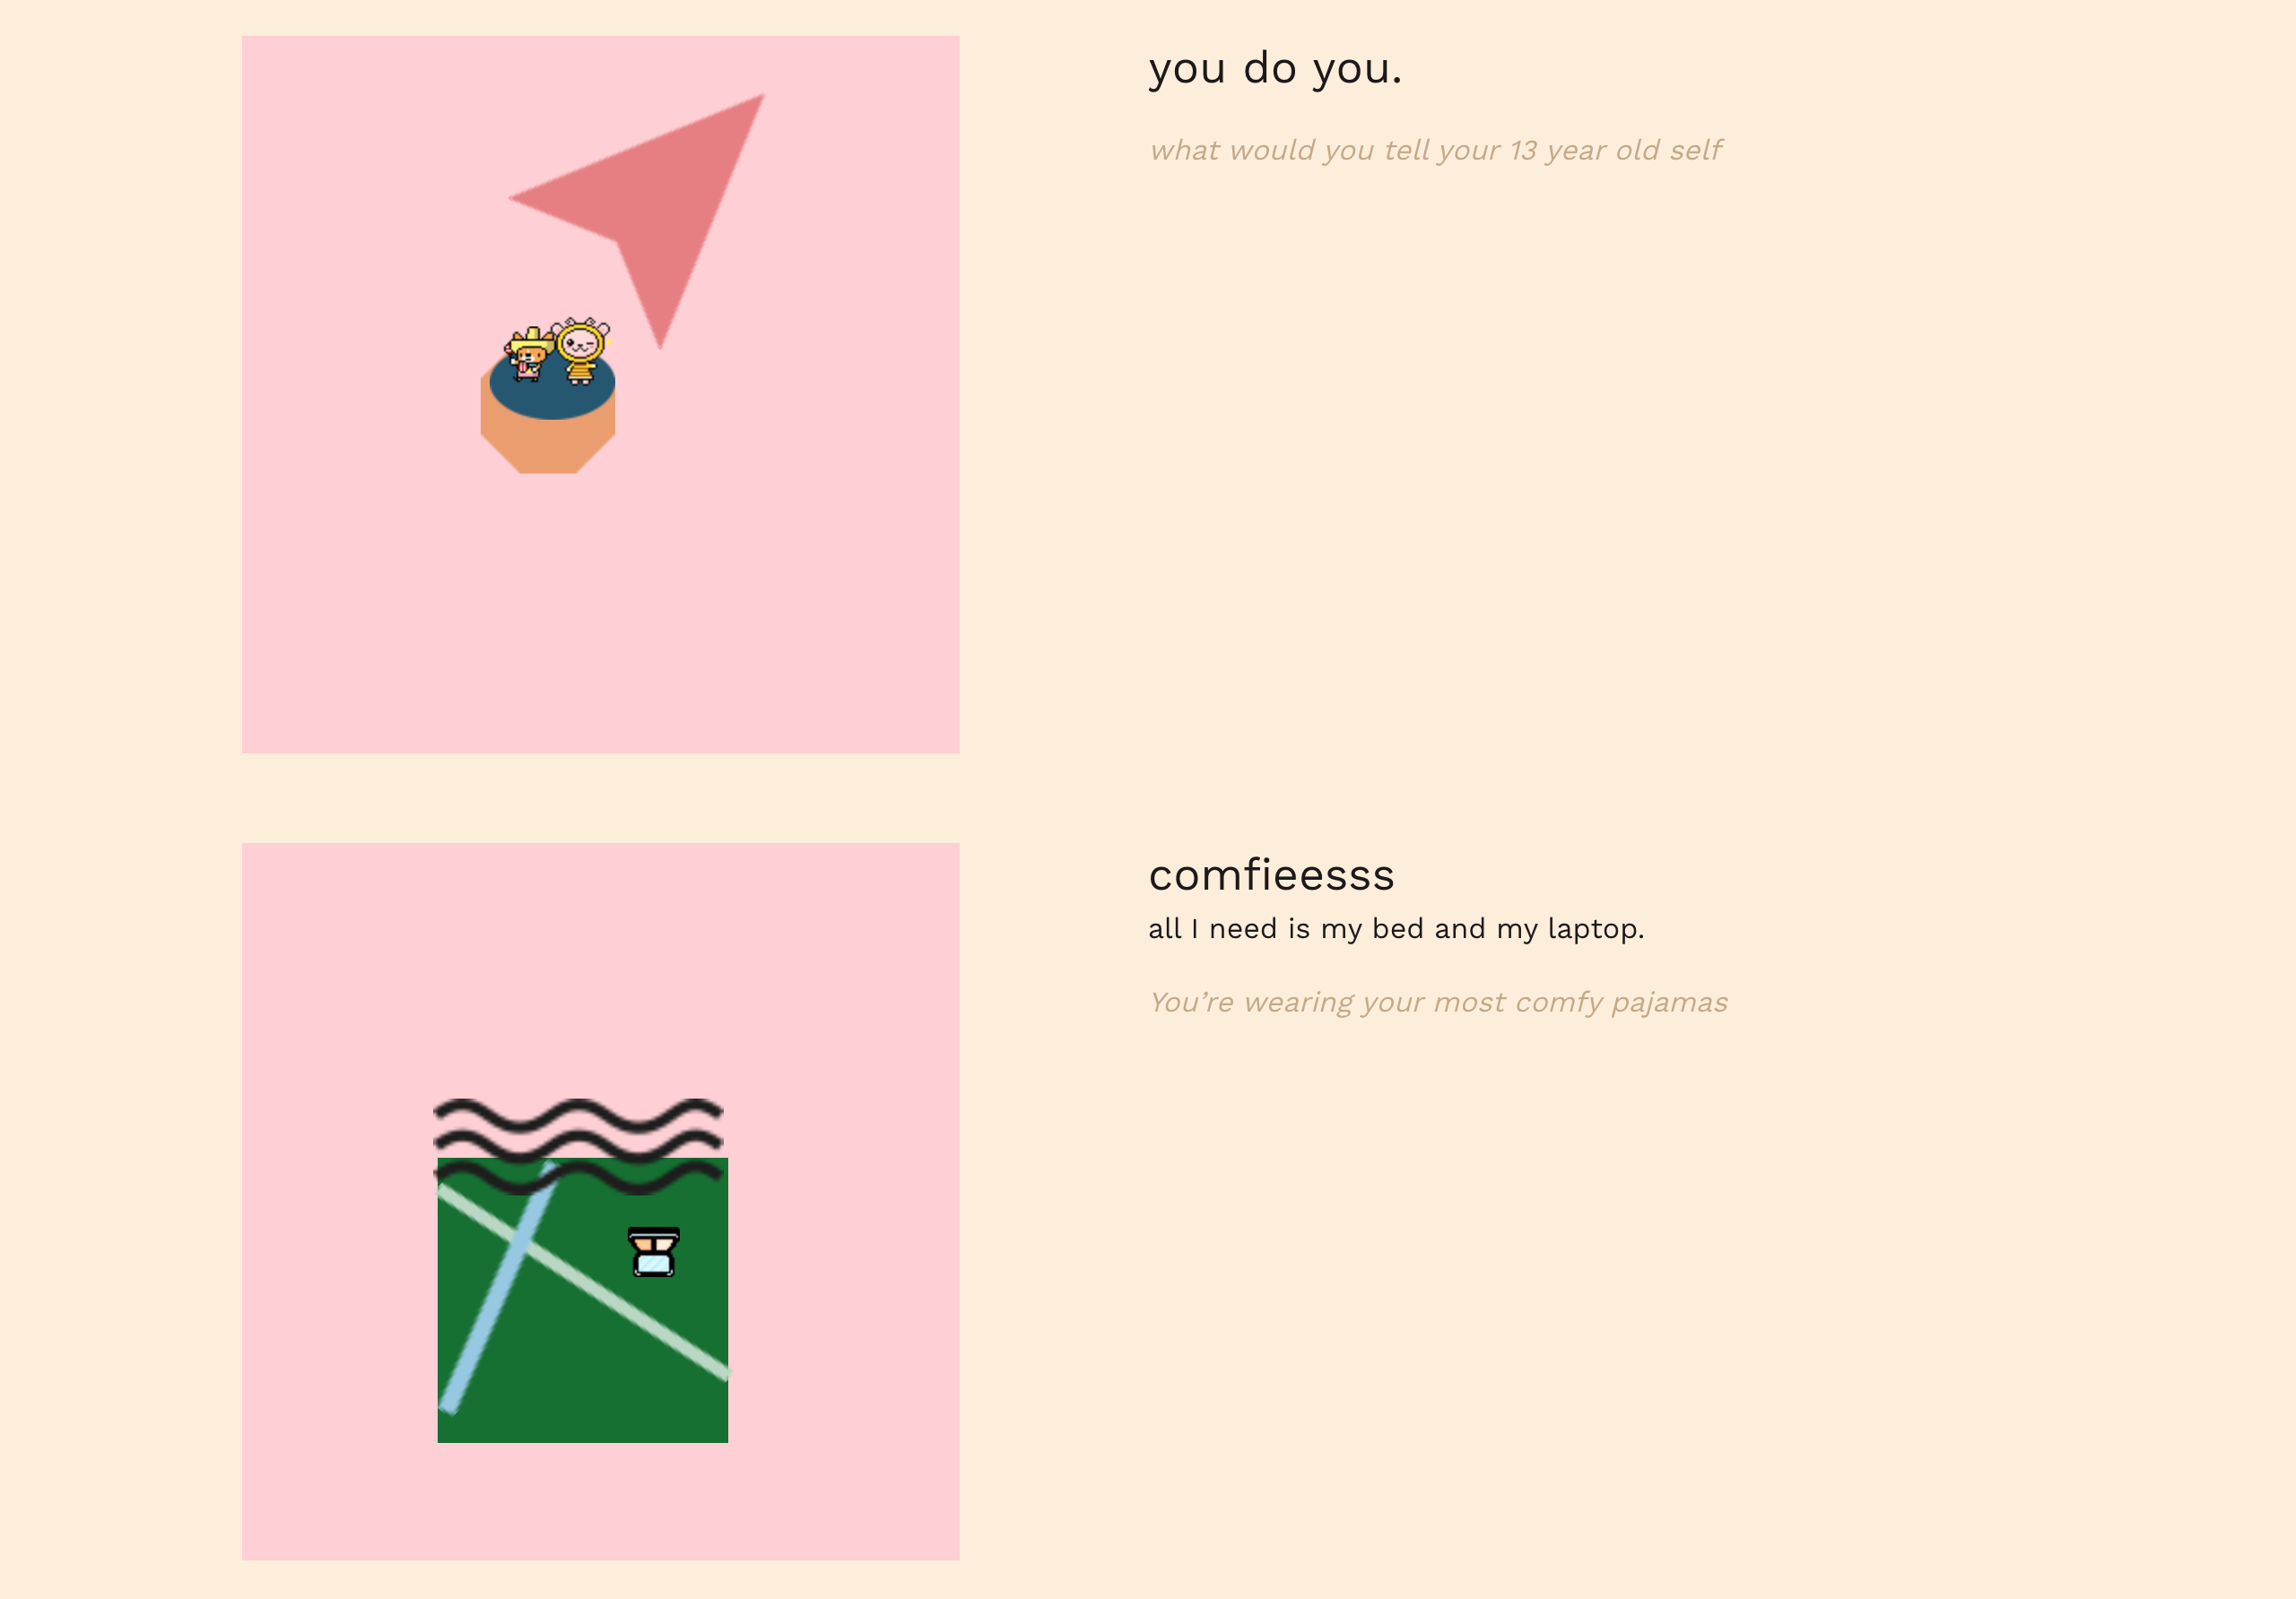 you do you.
what would you tell your 13 year old self
comfieesss
all I need is my bed and my laptop.
You’re wearing your most comfy pajamas